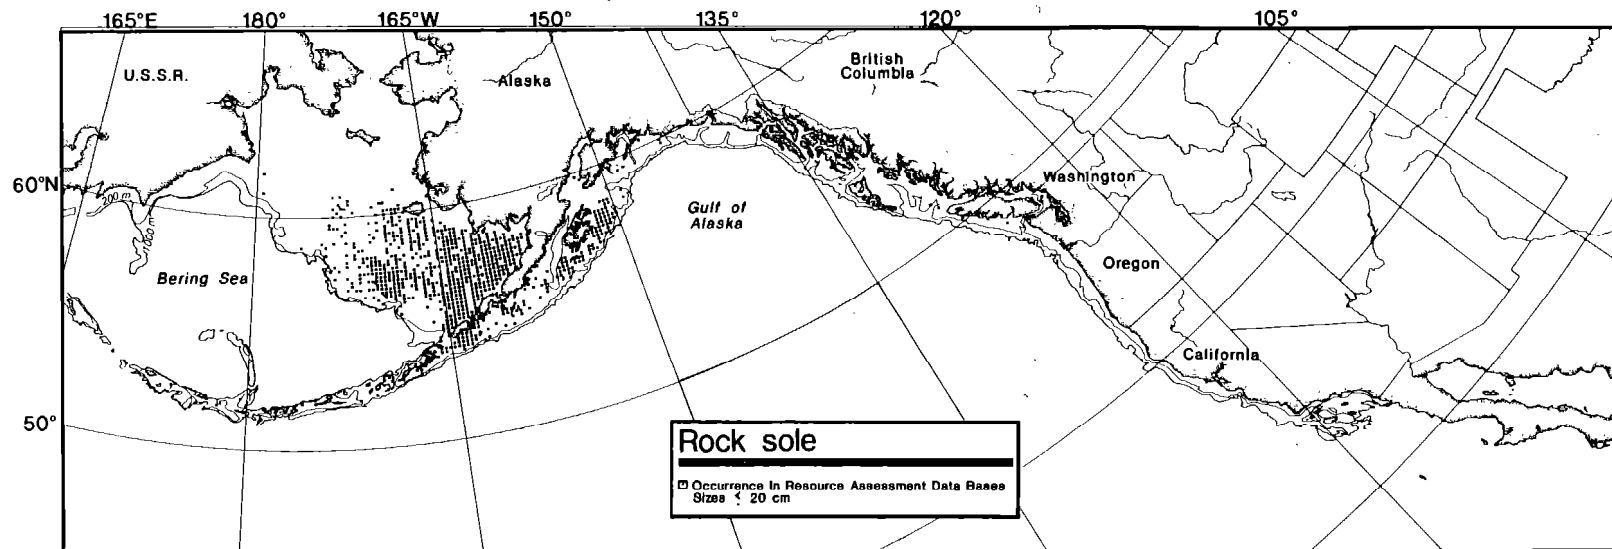 165°E 180° 165°W 150° 135° 120° 105°
U.S.S.R.
Alaska
British
Columbia
60°N
200 m
1000 m
Washington
Gulf of
Alaska
Bering Sea
Oregon
California
50°
Rock sole
Occurrence In Resource Assessment Data Bases
Sizes ≤ 20 cm